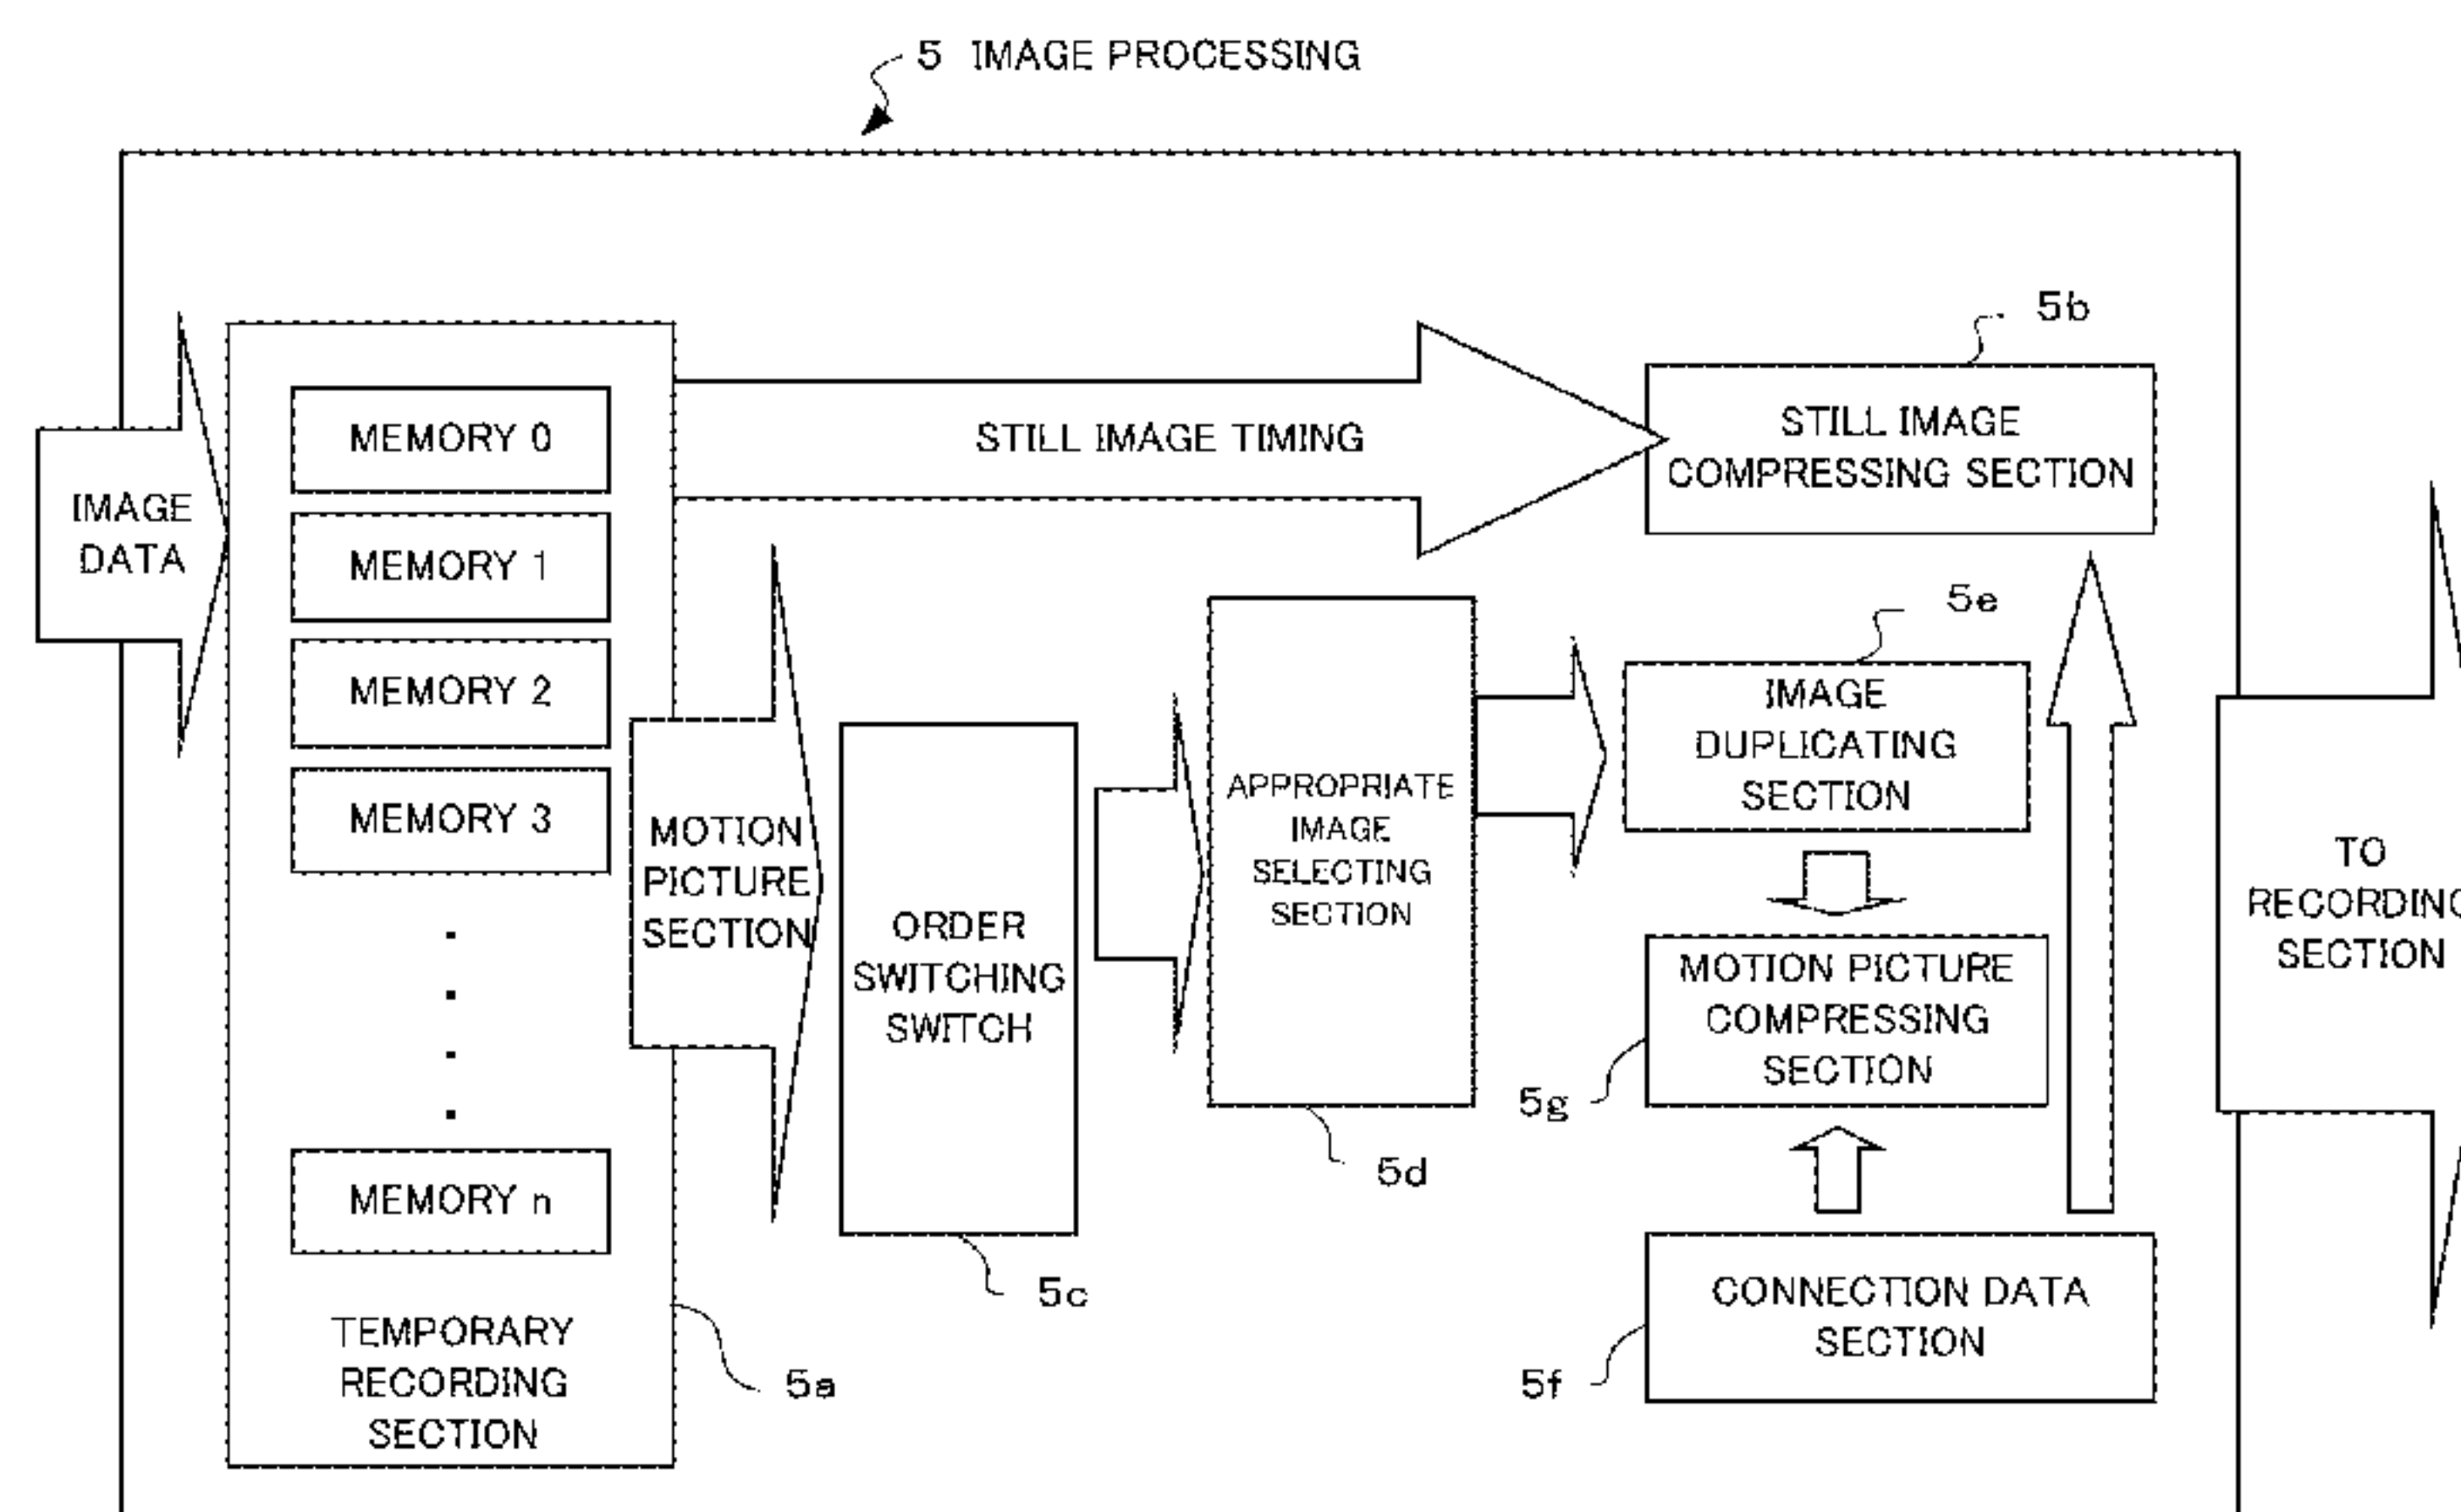 5 IMAGE PROCESSING
IMAGE
DATA
MEMORY 0
MEMORY 1
MEMORY 2
MEMORY 3
MEMORY n
TEMPORARY
RECORDING
SECTION
5a
STILL IMAGE TIMING
5b
STILL IMAGE
COMPRESSING SECTION
MOTION
PICTURE
SECTION
ORDER
SWITCHING
SWITCH
5c
APPROPRIATE
IMAGE
SELECTING
SECTION
5d
5e
IMAGE
DUPLICATING
SECTION
MOTION PICTURE
COMPRESSING
SECTION
5g
CONNECTION DATA
SECTION
5f
TO
RECORDING
SECTION